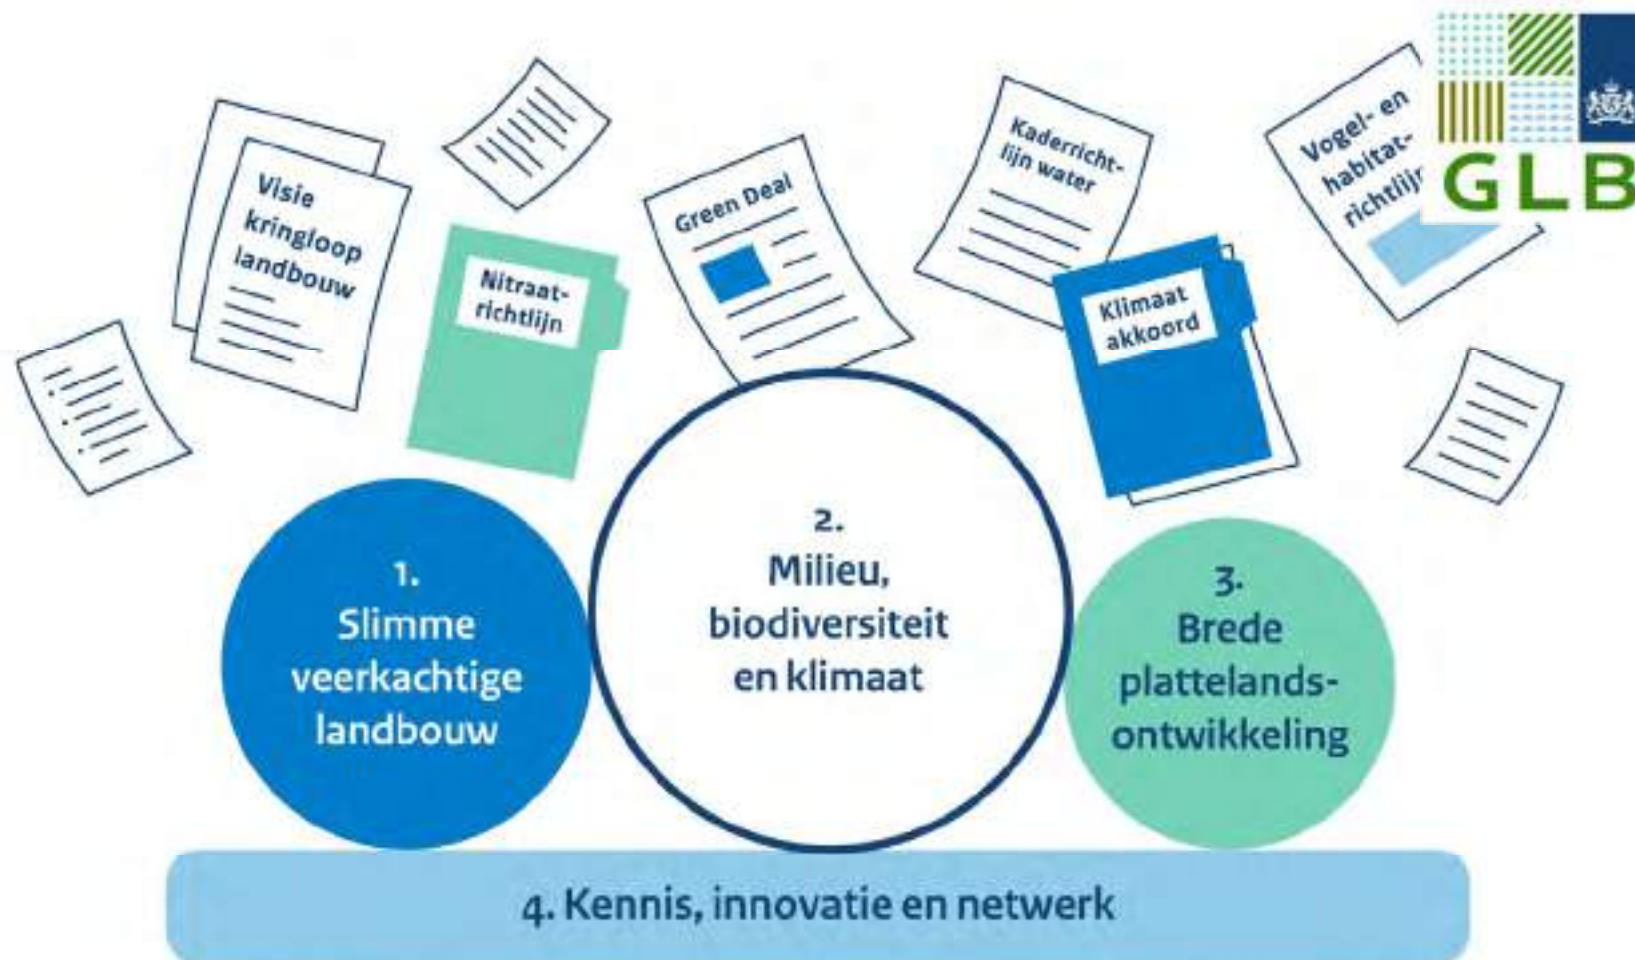 Visie
kringloop
landbouw
Nitraat-
richtlijn
Green Deal
Kaderricht-
lijn water
Klimaat
akkoord
Vogel- en
habitat-
richtlijn
GLB
1.
Slimme
veerkachtige
landbouw
2.
Milieu,
biodiversiteit
en klimaat
3.
Brede
plattelands-
ontwikkeling
4. Kennis, innovatie en netwerk